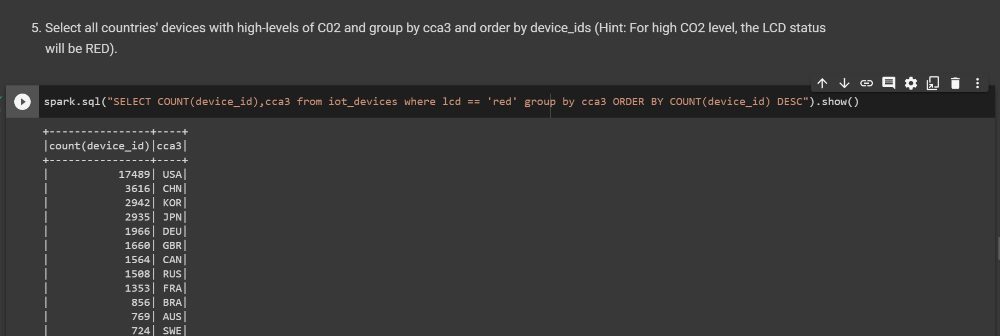 5. Select all countries' devices with high-levels of C02 and group by cca3 and order by device_ids (Hint: For high CO2 level, the LCD status
will be RED).
spark.sql("SELECT COUNT(device_id),cca3 from iot_devices where lcd == 'red' group by cca3 ORDER BY COUNT(device_id) DESC").show()
+----------------+----+
|count(device_id)|cca3|
+----------------+----+
|           17489| USA|
|            3616| CHN|
|            2942| KOR|
|            2935| JPN|
|            1966| DEU|
|            1660| GBR|
|            1564| CAN|
|            1508| RUS|
|            1353| FRA|
|             856| BRA|
|             769| AUS|
|             724| SWE|